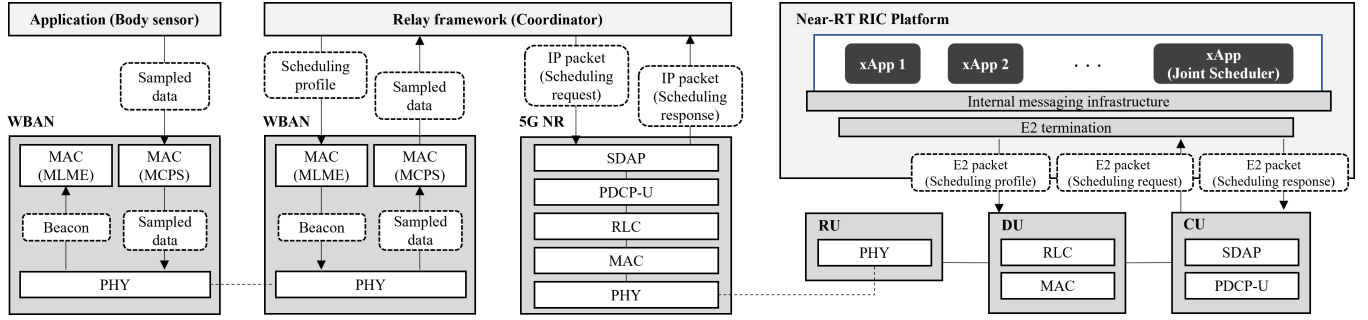 Application (Body sensor)
Sampled
data
WBAN
MAC
(MLME)
MAC
(MCPS)
Beacon
Sampled
data
PHY
Relay framework (Coordinator)
Scheduling
profile
Sampled
data
IP packet
(Scheduling
request)
IP packet
(Scheduling
response)
WBAN
MAC
(MLME)
MAC
(MCPS)
Beacon
Sampled
data
PHY
5G NR
SDAP
PDCP-U
RLC
MAC
PHY
Near-RT RIC Platform
xApp 1
xApp 2
. . .
xApp
(Joint Scheduler)
Internal messaging infrastructure
E2 termination
E2 packet
(Scheduling profile)
E2 packet
(Scheduling request)
E2 packet
(Scheduling response)
RU
PHY
DU
RLC
MAC
CU
SDAP
PDCP-U